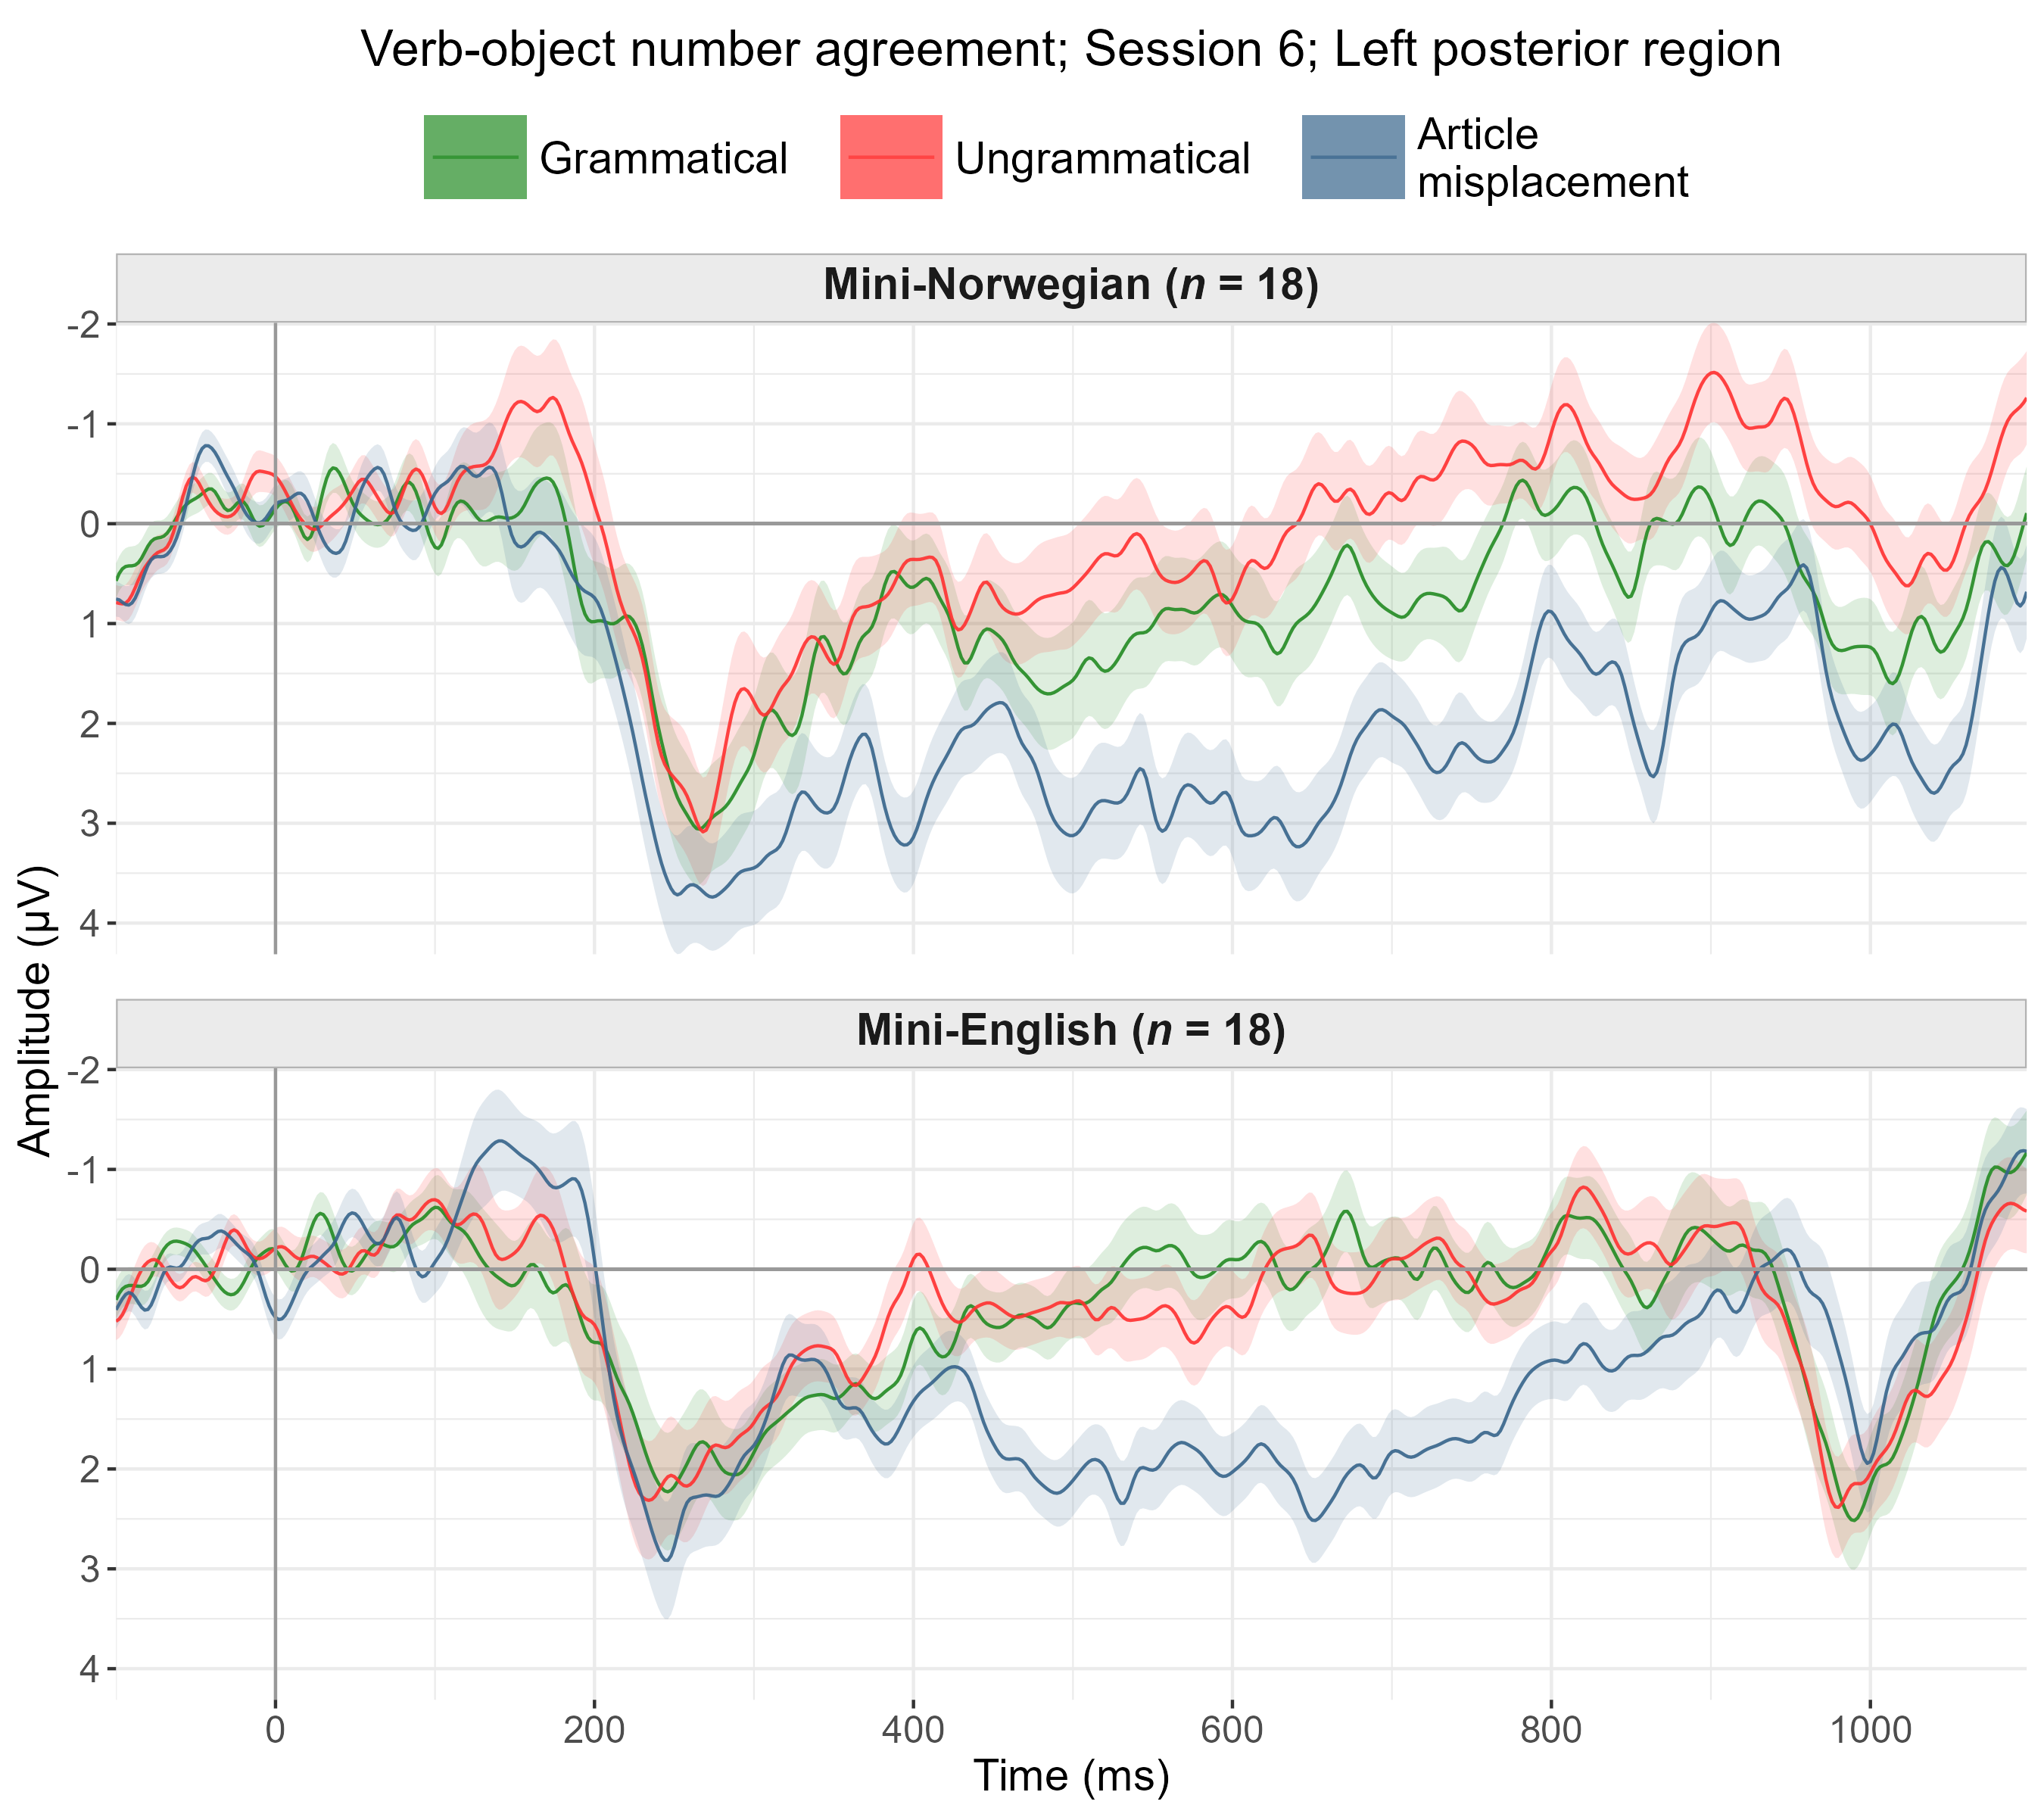 Verb-object number agreement; Session 6; Left posterior region
Grammatical
Ungrammatical
Article
misplacement
Mini-Norwegian (n = 18)
-2
-1
0
1
2
3
4
Mini-English (n = 18)
-2
-1
0
1
2
3
4
Amplitude (µV)
0 200 400 600 800 1000
Time (ms)